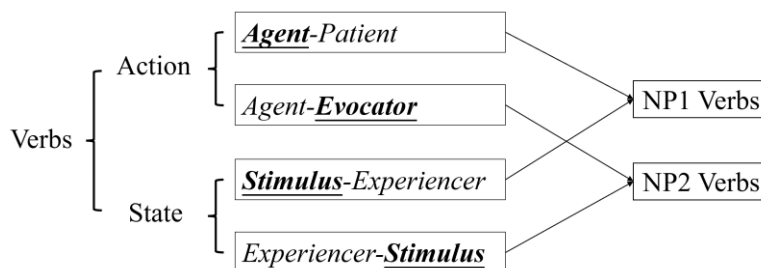 Agent-Patient
Action
NP1 Verbs
Agent-Evocator
Verbs
Stimulus-Experiencer
NP2 Verbs
State
Experiencer-Stimulus